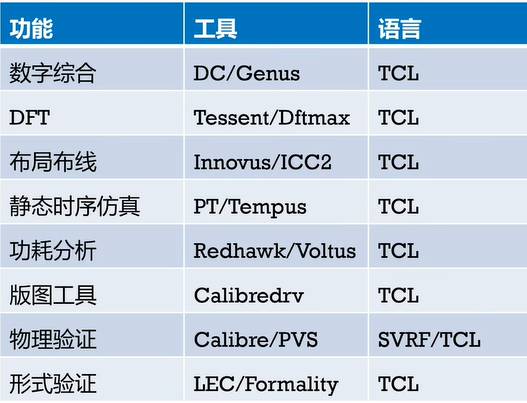 功能 工具 语言
数字综合 DC/Genus TCL
DFT Tessent/Dftmax TCL
布局布线 Innovus/ICC2 TCL
静态时序仿真 PT/Tempus TCL
功耗分析 Redhawk/Voltus TCL
版图工具 Calibredrv TCL
物理验证 Calibre/PVS SVRF/TCL
形式验证 LEC/Formality TCL